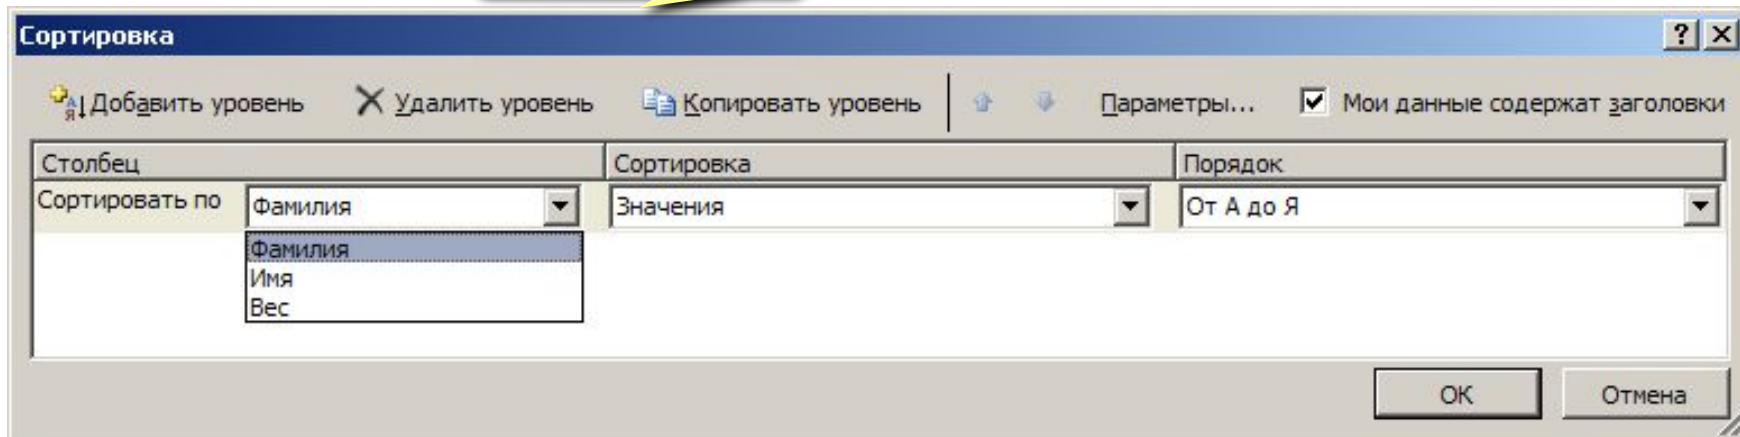 Сортировка
Добавить уровень Удалить уровень Копировать уровень Параметры... Мои данные содержат заголовки
Столбец Сортировка Порядок
Сортировать по Фамилия Значения От А до Я
Фамилия
Имя
Вес
ОК Отмена